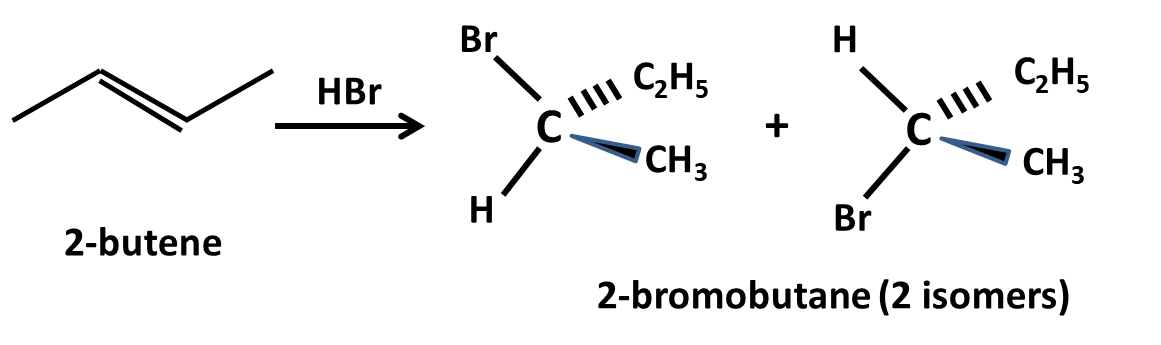 HBr
2-butene
Br
C₂H₅
C
CH₃
H
+
H
C₂H₅
C
CH₃
Br
2-bromobutane (2 isomers)